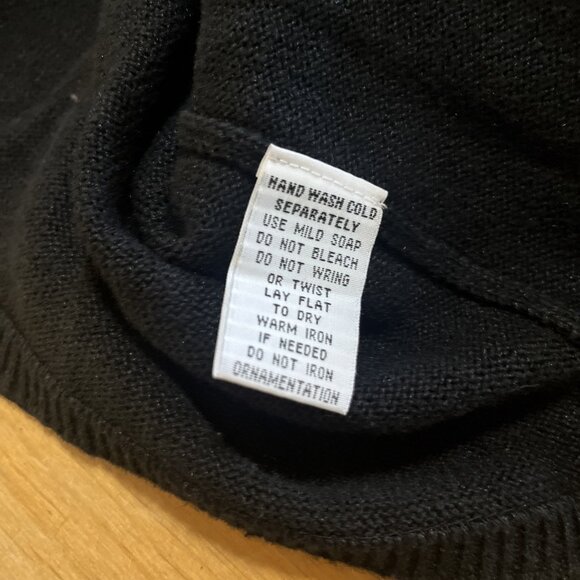 HAND WASH COLD
SEPARATELY
USE MILD SOAP
DO NOT BLEACH
DO NOT WRING
OR TWIST
LAY FLAT
TO DRY
WARM IRON
IF NEEDED
DO NOT IRON
ORNAMENTATION